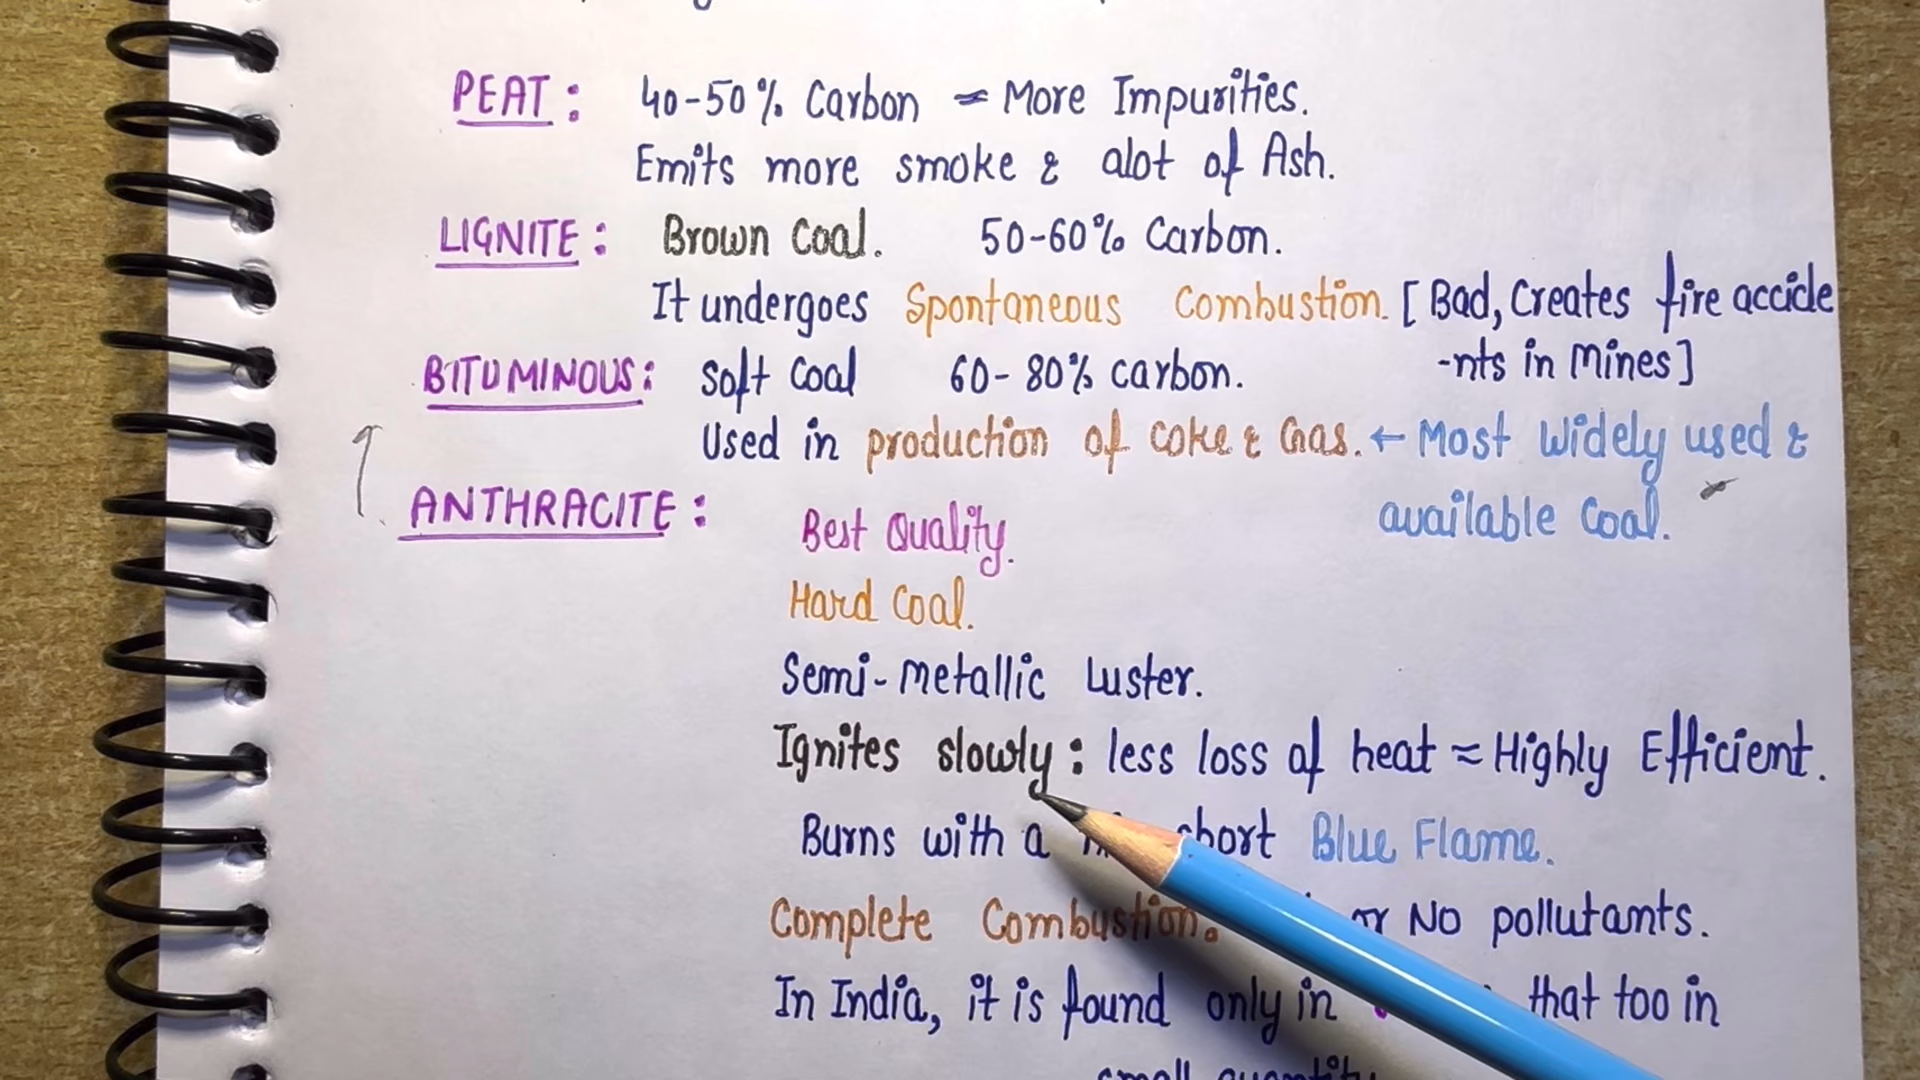 PEAT : 40-50% Carbon = More Impurities.
Emits more smoke & alot of Ash.
LIGNITE : Brown Coal. 50-60% Carbon.
It undergoes Spontaneous Combustion. [Bad, Creates fire accide
-nts in Mines]
BITUMINOUS : Soft Coal 60-80% carbon.
Used in production of coke & Gas. ← Most widely used &
available Coal.
ANTHRACITE :
Best Quality.
Hard Coal.
Semi-Metallic Luster.
Ignites slowly : less loss of heat ≈ Highly Efficient.
Burns with a short Blue Flame.
Complete Combustion. or No pollutants.
In India, it is found only in that too in
small quantity